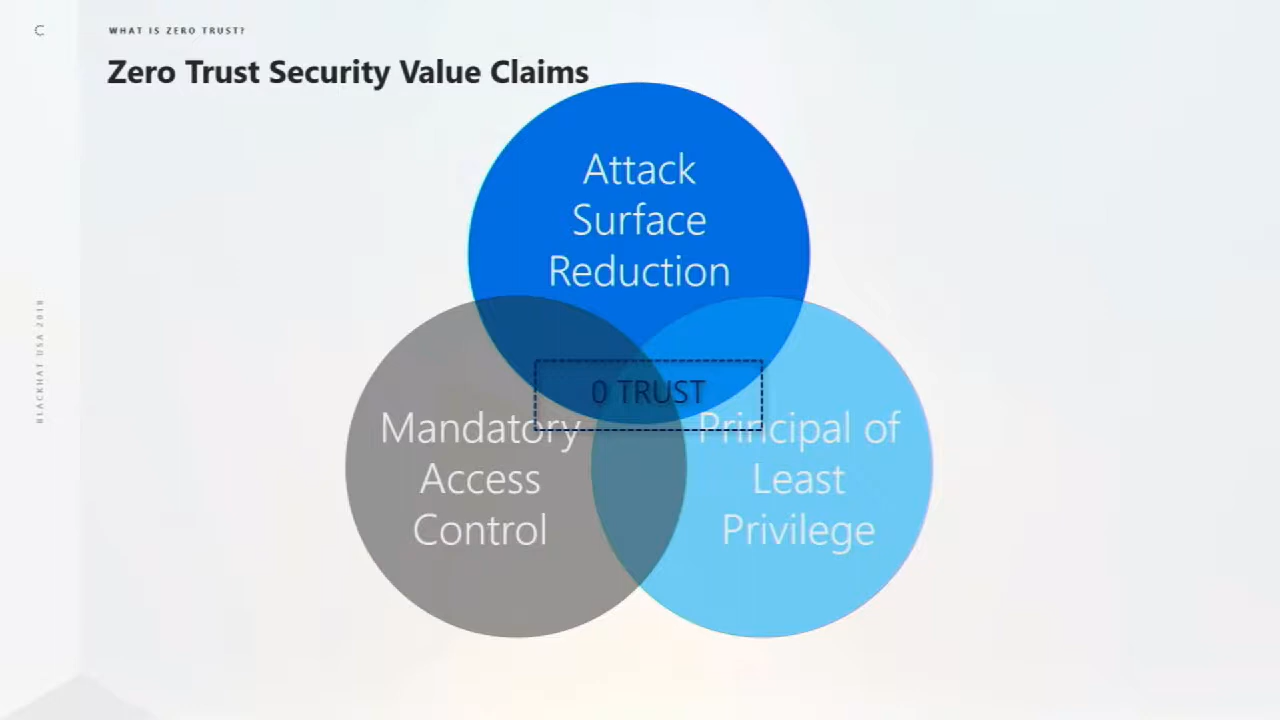 C
WHAT IS ZERO TRUST?
Zero Trust Security Value Claims
Attack
Surface
Reduction
0 TRUST
Mandatory
Access
Control
Principal of
Least
Privilege
BLACKHAT USA 2018